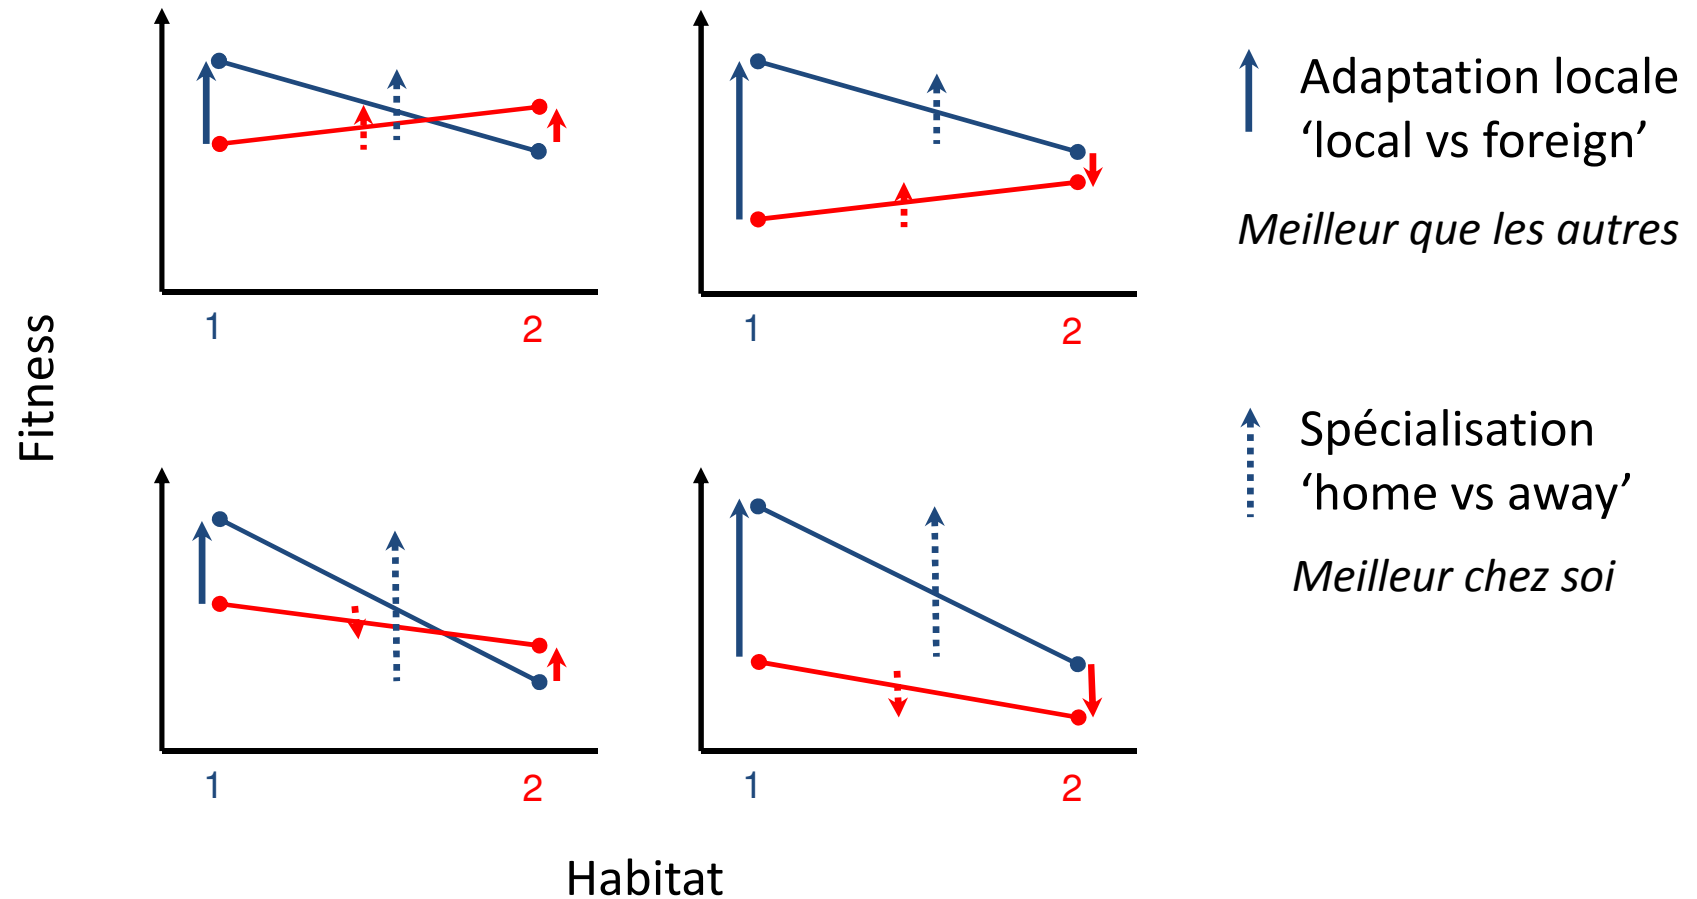 Fitness
1
2
1
2
1
2
1
2
Habitat
Adaptation locale
‘local vs foreign’
Meilleur que les autres
Spécialisation
‘home vs away’
Meilleur chez soi